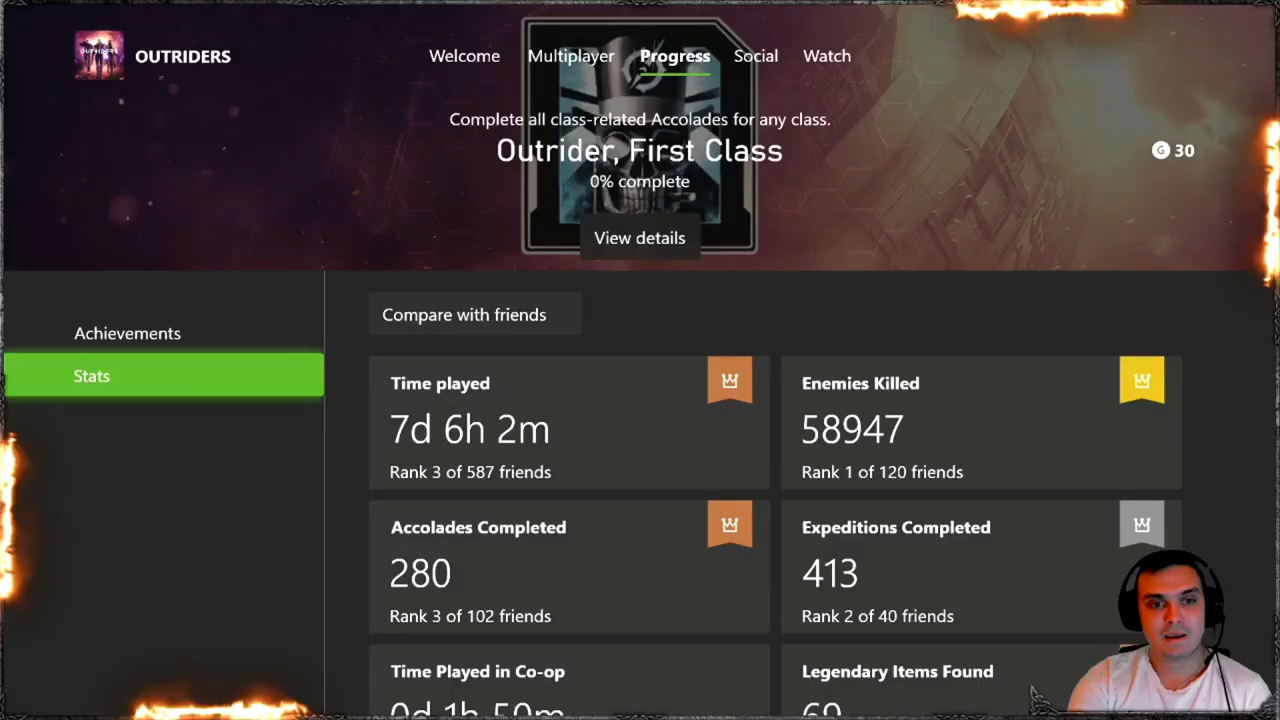 OUTRIDERS
Welcome
Multiplayer
Progress
Social
Watch
Complete all class-related Accolades for any class.
Outrider, First Class
0% complete
G 30
View details
Achievements
Stats
Compare with friends
Time played
7d 6h 2m
Rank 3 of 587 friends
Enemies Killed
58947
Rank 1 of 120 friends
Accolades Completed
280
Rank 3 of 102 friends
Expeditions Completed
413
Rank 2 of 40 friends
Time Played in Co-op
0d 1h 50m
Legendary Items Found